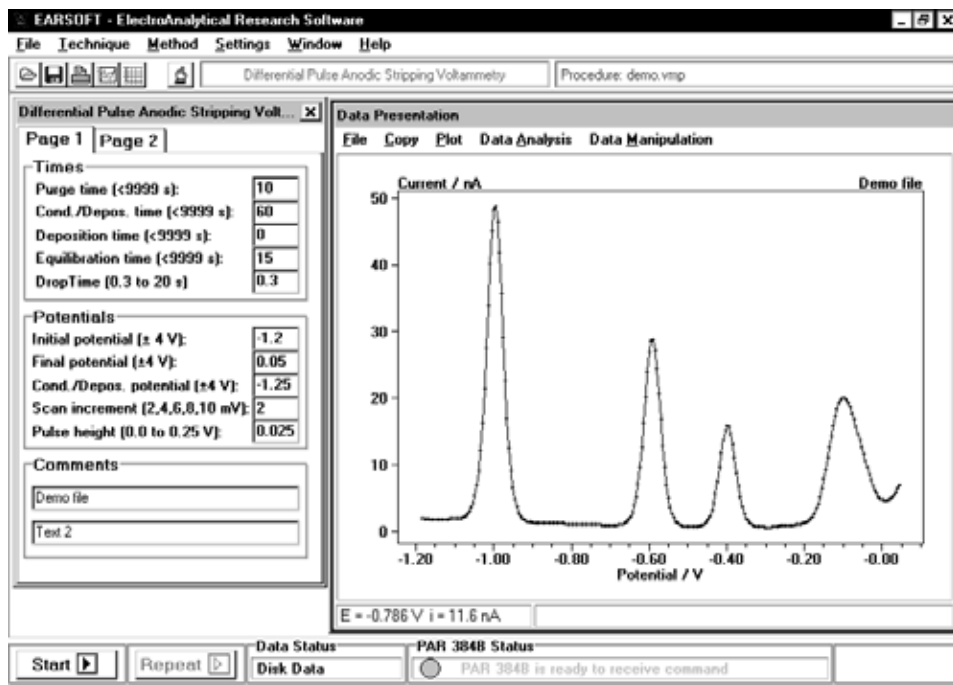 EARSOFT - ElectroAnalytical Research Software
File Technique Method Settings Window Help
Differential Pulse Anodic Stripping Voltammetry
Procedure: demo.vmp
Differential Pulse Anodic Stripping Volt...
Page 1 Page 2
Times
Purge time (<9999 s): 10
Cond./Depos. time (<9999 s): 60
Deposition time (<9999 s): 0
Equilibration time (<9999 s): 15
DropTime (0.3 to 20 s) 0.3
Potentials
Initial potential (± 4 V): -1.2
Final potential (±4 V): 0.05
Cond./Depos. potential (±4 V): -1.25
Scan increment (2,4,6,8,10 mV): 2
Pulse height (0.0 to 0.25 V): 0.025
Comments
Demo file
Text 2
Data Presentation
File Copy Plot Data Analysis Data Manipulation
Current / nA
Demo file
50
40
30
20
10
0
-1.20 -1.00 -0.80 -0.60 -0.40 -0.20 -0.00
Potential / V
E = -0.786 V i = 11.6 nA
Start
Repeat
Data Status
Disk Data
PAR 384B Status
PAR 384B is ready to receive command